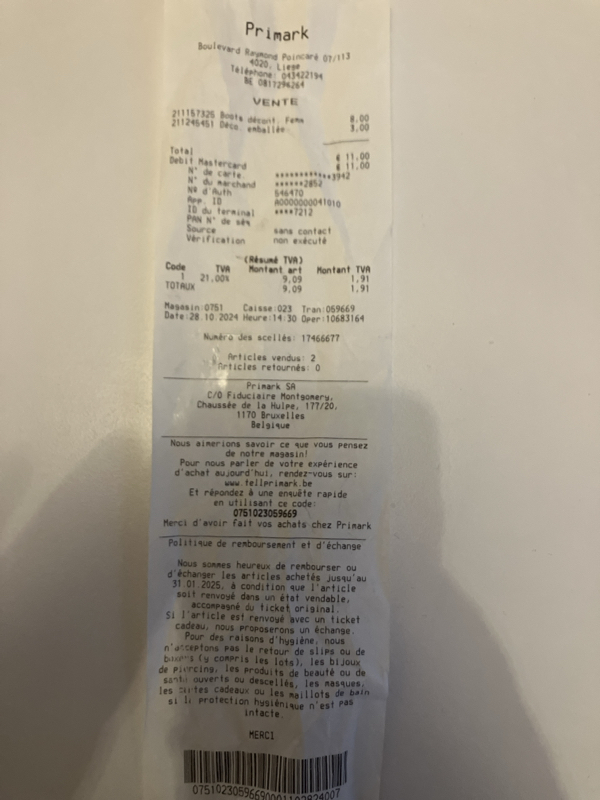 Primark
Boulevard Raymond Poincaré 07/113
4020, Liege
Téléphone: 043422194
BE 0817296264
VENTE
211157326 Boots décont. Fema 8.00
211245451 Déco. emballée 3.00
Total € 11.00
Debit Mastercard € 11.00
N° de carte ************3942
N° du marchand ******2852
N# d'Auth 646470
App. ID A0000000041010
ID du terminal ****7212
PAN N° de séq
Source sans contact
Vérification non exécuté
(Résumé TVA)
Code TVA Montant art Montant TVA
1 21.00% 9,09 1,91
TOTAUX 9,09 1,91
Magasin:0751 Caisse:023 Tran:059669
Date:28.10.2024 Heure:14:30 Oper:10683164
Numéro des scellés: 17466677
Articles vendus: 2
Articles retournés: 0
Primark SA
C/O Fiduciaire Montgomery,
Chaussée de la Hulpe, 177/20,
1170 Bruxelles
Belgique
Nous aimerions savoir ce que vous pensez
de notre magasin!
Pour nous parler de votre expérience
d'achat aujourd'hui, rendez-vous sur:
www.tellprimark.be
Et répondez à une enquête rapide
en utilisant ce code:
0751023059669
Merci d'avoir fait vos achats chez Primark
Politique de remboursement et d'échange
Nous sommes heureux de rembourser ou
d'échanger les articles achetés jusqu'au
31.01.2025, à condition que l'article
soit renvoyé dans un état vendable,
accompagné du ticket original.
Si l'article est renvoyé avec un ticket
cadeau, nous proposerons un échange.
Pour des raisons d'hygiène, nous
n'acceptons pas le retour de slips ou de
boxers (y compris les lots), les bijoux
de piercing, les produits de beauté ou de
santé ouverts ou descellés, les masques,
les cartes cadeaux ou les maillots de bain
si la protection hygiénique n'est pas
intacte.
MERCI